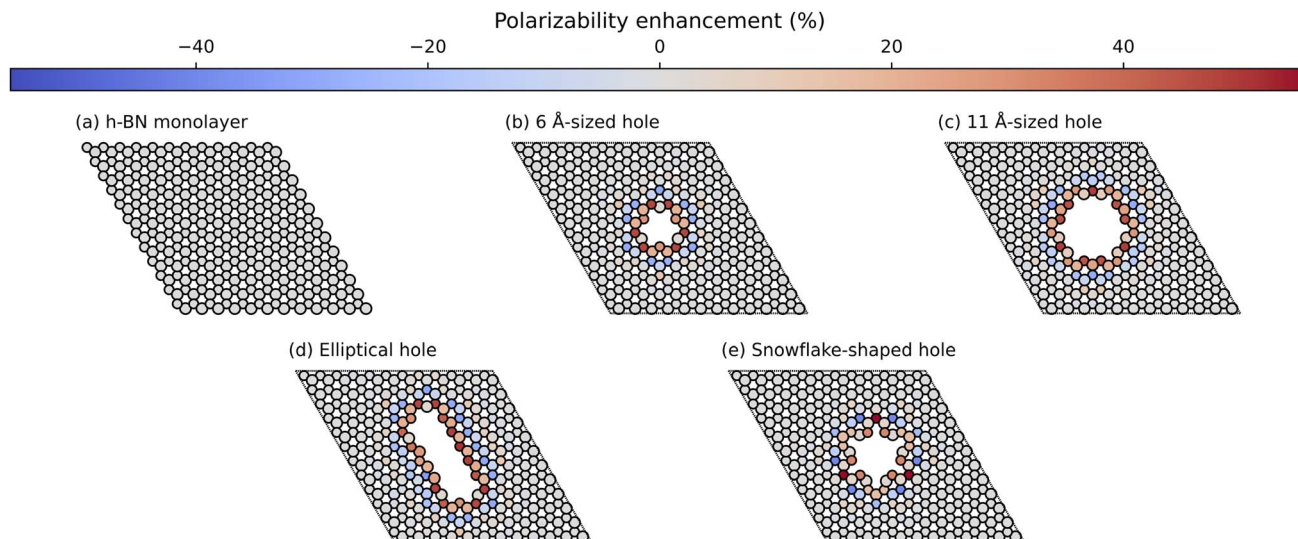 Polarizability enhancement (%)
−40 −20 0 20 40
(a) h-BN monolayer
(b) 6 Å-sized hole
(c) 11 Å-sized hole
(d) Elliptical hole
(e) Snowflake-shaped hole